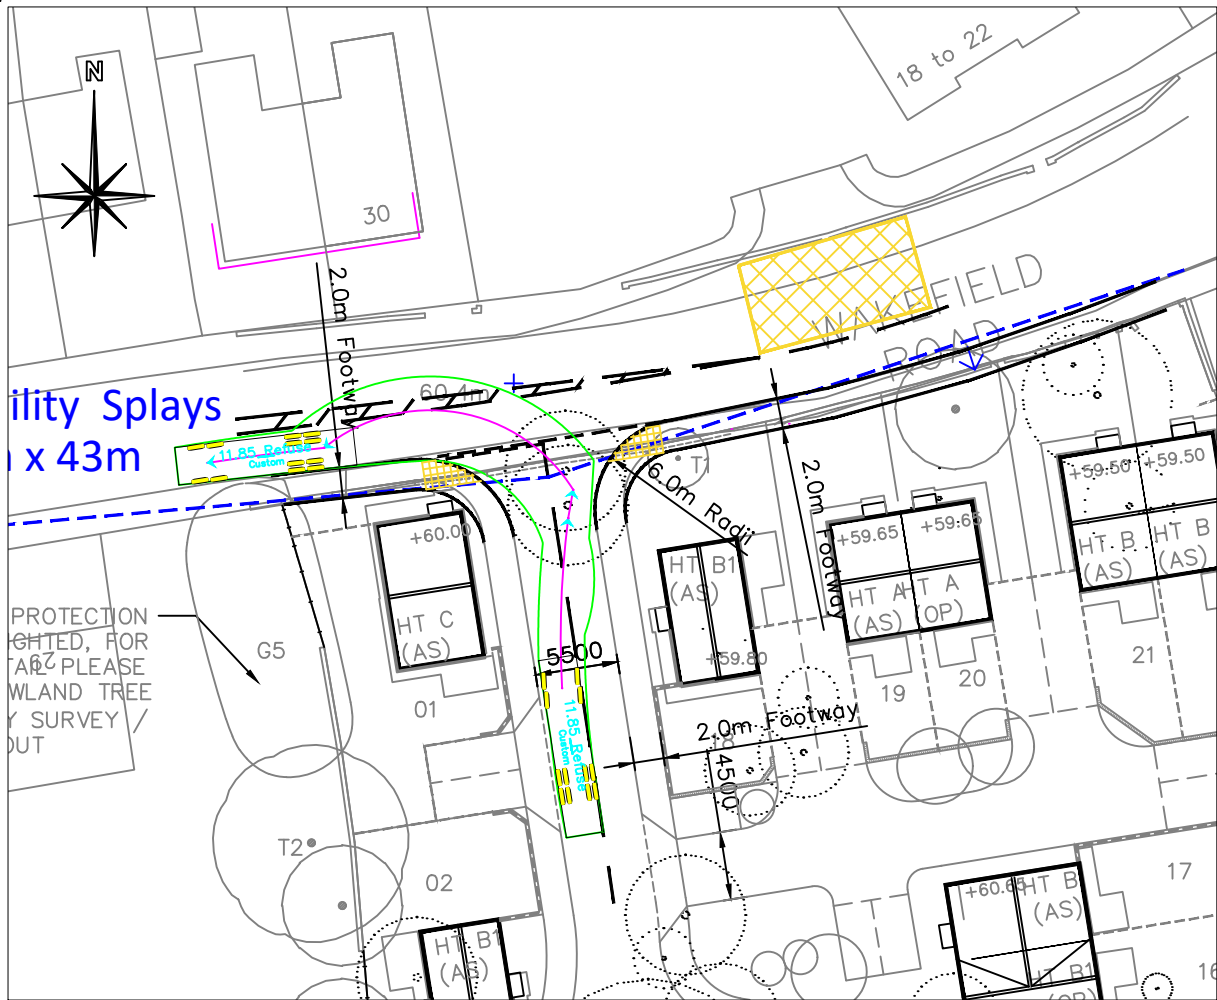 18 to 22
N
30
2.0m Footway
WAKEFIELD
ROAD
60.4m
ility Splays
x 43m
11.85 Refuse
Custom
T1
6.0m Radii
2.0m Footway
+59.50
+59.50
+60.00
+59.65
+59.65
HT B
(AS)
HT B
(AS)
HT B1
(AS)
HT A
(AS)
HT A
(OP)
HT C
(AS)
PROTECTION
GHTED, FOR
TAIL PLEASE
WLAND TREE
Y SURVEY /
OUT
G5
5500
+59.80
21
20
19
01
11.85 Refuse
Custom
2.0m Footway
4500
T2
02
17
+60.65
HT B
(AS)
HT B1
(AS)
HT B1
(OP)
16